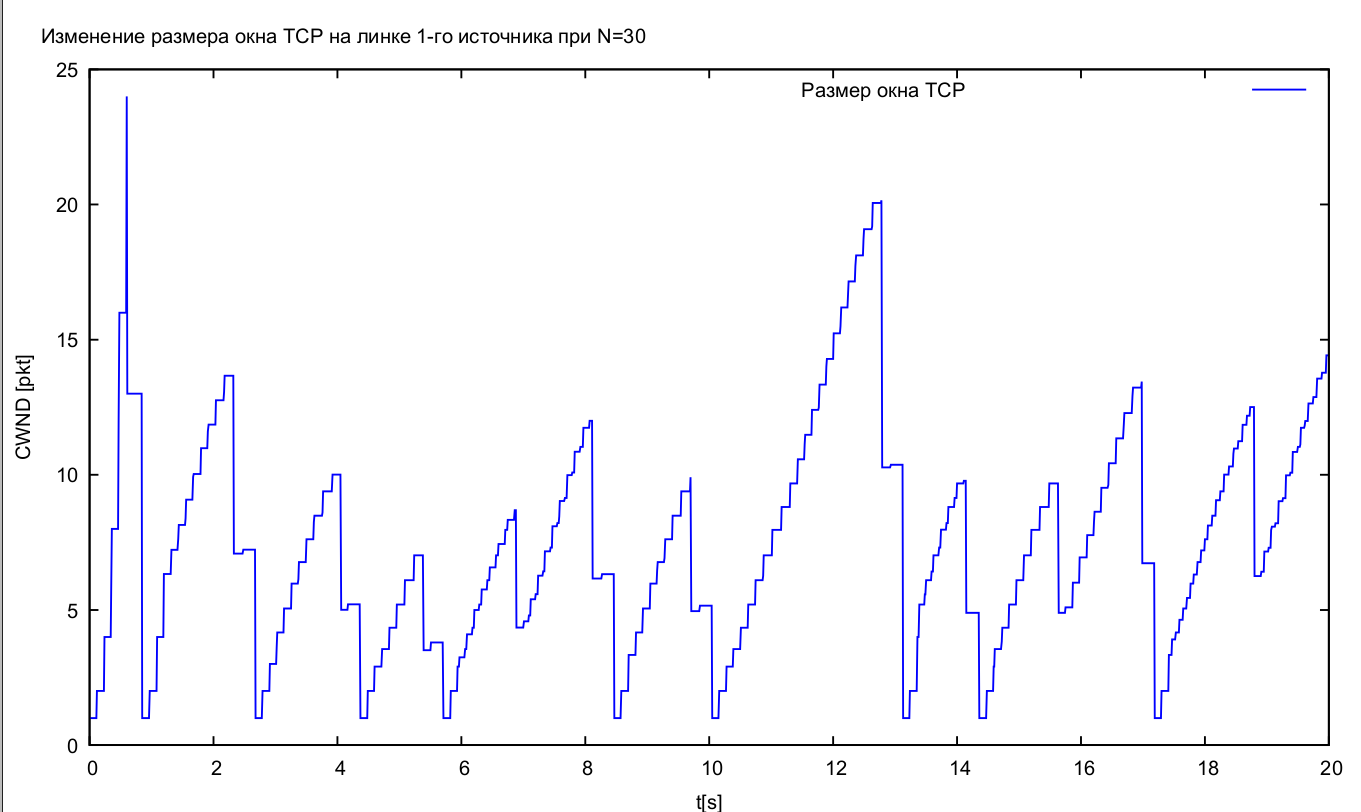 Изменение размера окна TCP на линке 1-го источника при N=30
Размер окна TCP
CWND [pkt]
25
20
15
10
5
0
0 2 4 6 8 10 12 14 16 18 20
t[s]